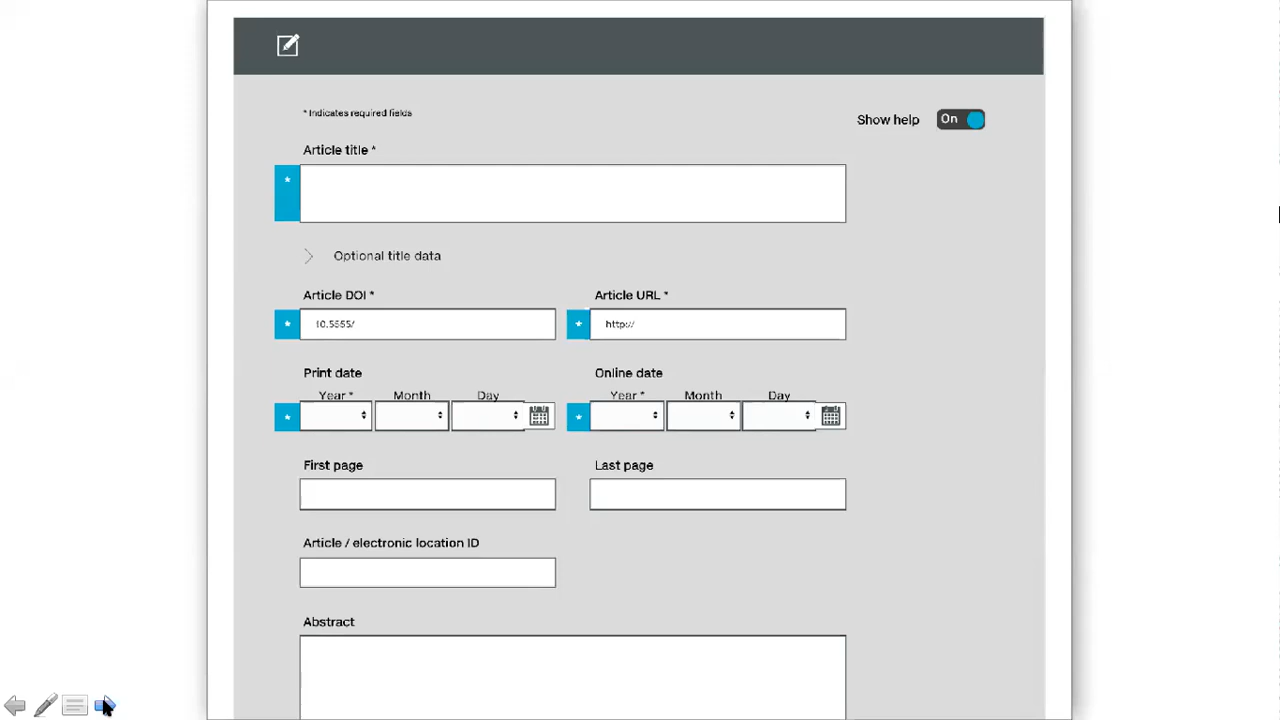 * Indicates required fields
Show help On
Article title *
*
Optional title data
Article DOI * Article URL *
* 10.5555/ * http://
Print date Online date
Year * Month Day Year * Month Day
* *
First page Last page
Article / electronic location ID
Abstract